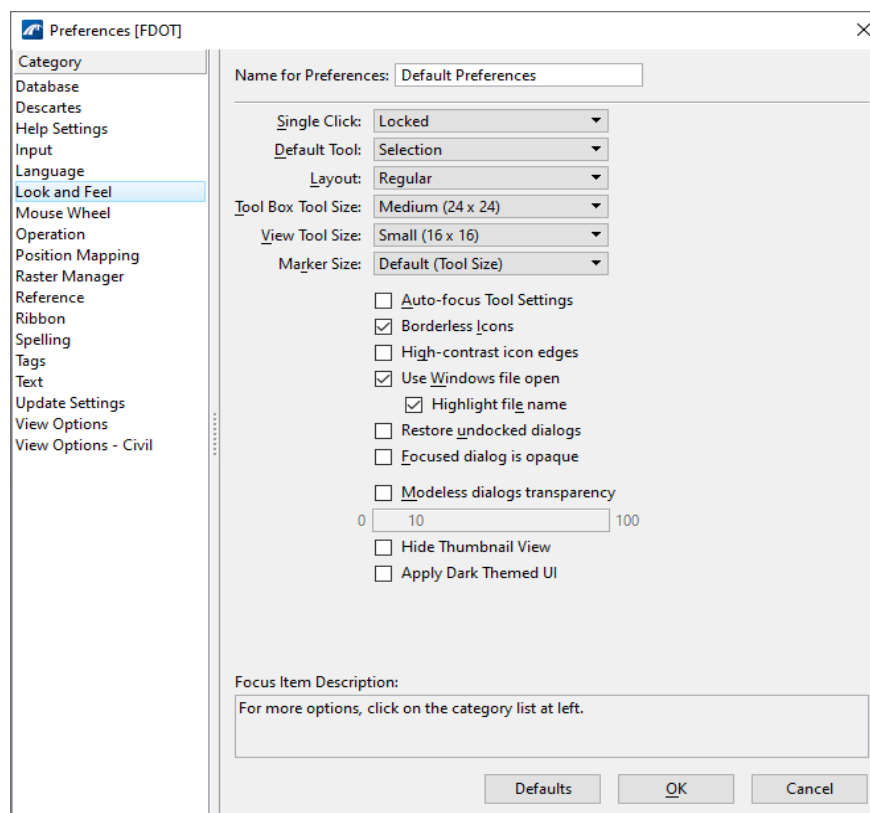 Preferences [FDOT]
Category
Database
Descartes
Help Settings
Input
Language
Look and Feel
Mouse Wheel
Operation
Position Mapping
Raster Manager
Reference
Ribbon
Spelling
Tags
Text
Update Settings
View Options
View Options - Civil
Name for Preferences: Default Preferences
Single Click: Locked
Default Tool: Selection
Layout: Regular
Tool Box Tool Size: Medium (24 x 24)
View Tool Size: Small (16 x 16)
Marker Size: Default (Tool Size)
Auto-focus Tool Settings
Borderless Icons
High-contrast icon edges
Use Windows file open
Highlight file name
Restore undocked dialogs
Focused dialog is opaque
Modeless dialogs transparency
0 10 100
Hide Thumbnail View
Apply Dark Themed UI
Focus Item Description:
For more options, click on the category list at left.
Defaults OK Cancel